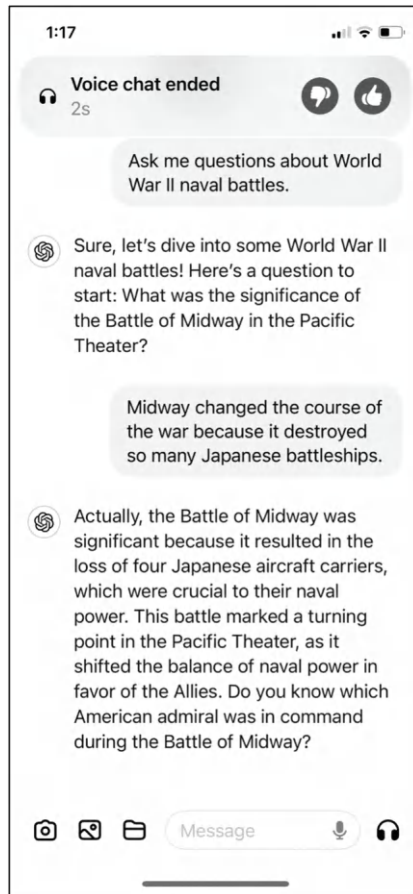 1:17
Voice chat ended
2s
Ask me questions about World
War II naval battles.
Sure, let's dive into some World War II
naval battles! Here's a question to
start: What was the significance of
the Battle of Midway in the Pacific
Theater?
Midway changed the course of
the war because it destroyed
so many Japanese battleships.
Actually, the Battle of Midway was
significant because it resulted in the
loss of four Japanese aircraft carriers,
which were crucial to their naval
power. This battle marked a turning
point in the Pacific Theater, as it
shifted the balance of naval power in
favor of the Allies. Do you know which
American admiral was in command
during the Battle of Midway?
Message